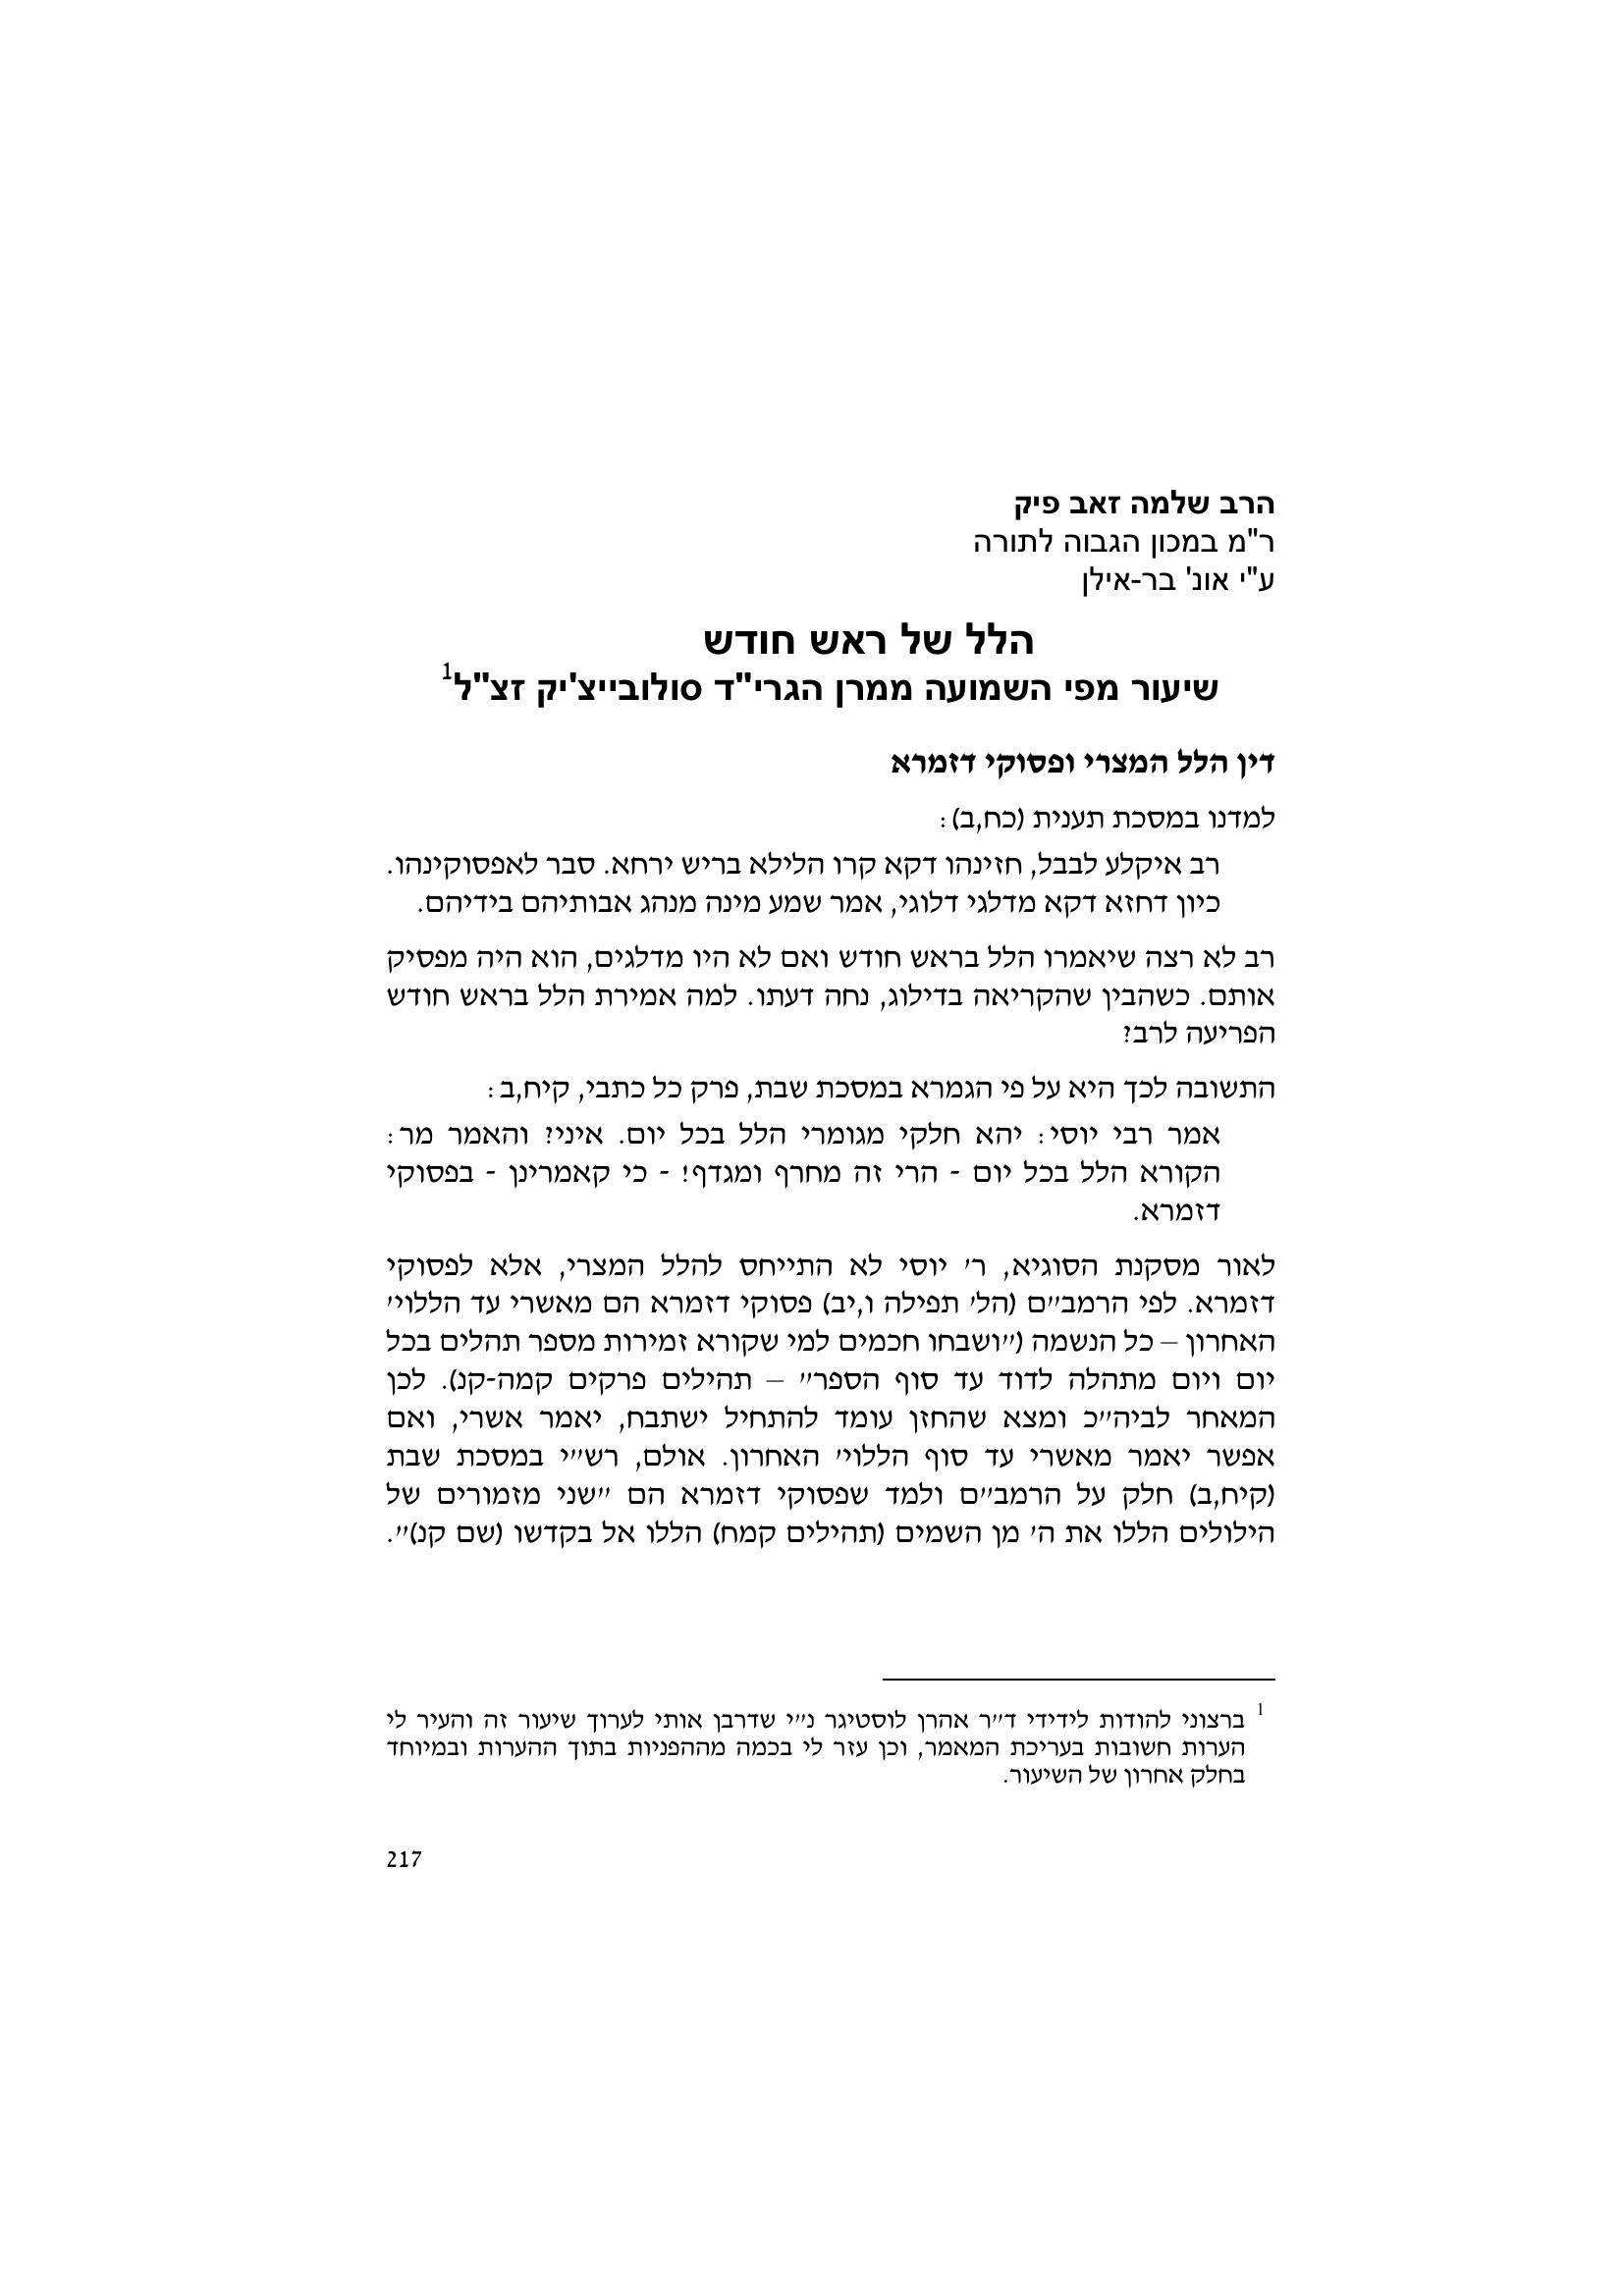 הרב שלמה זאב פיק
ר"מ במכון הגבוה לתורה
ע"י אונ' בר-אילן
הלל של ראש חודש
שיעור מפי השמועה ממרן הגרי"ד סולובייצ'יק זצ"ל1
דין הלל המצרי ופסוקי דזמרא
למדנו במסכת תענית (כח,ב):
רב איקלע לבבל, חזינהו דקא קרו הלילא בריש ירחא. סבר לאפסוקינהו.
כיון דחזא דקא מדלגי דלוגי, אמר שמע מינה מנהג אבותיהם בידיהם.
רב לא רצה שיאמרו הלל בראש חודש ואם לא היו מדלגים, הוא היה מפסיק
אותם. כשהבין שהקריאה בדילוג, נחה דעתו. למה אמירת הלל בראש חודש
הפריעה לרב?
התשובה לכך היא על פי הגמרא במסכת שבת, פרק כל כתבי, קיח,ב:
אמר רבי יוסי: יהא חלקי מגומרי הלל בכל יום. איני? והאמר מר:
הקורא הלל בכל יום - הרי זה מחרף ומגדף! - כי קאמרינן - בפסוקי
דזמרא.
לאור מסקנת הסוגיא, ר' יוסי לא התייחס להלל המצרי, אלא לפסוקי
דזמרא. לפי הרמב"ם (הל' תפילה ו,יב) פסוקי דזמרא הם מאשרי עד הללוי'
האחרון – כל הנשמה ("ושבחו חכמים למי שקורא זמירות מספר תהלים בכל
יום ויום מתהלה לדוד עד סוף הספר" – תהילים פרקים קמה-קנ). לכן
המאחר לביה"כ ומצא שהחזן עומד להתחיל ישתבח, יאמר אשרי, ואם
אפשר יאמר מאשרי עד סוף הללוי' האחרון. אולם, רש"י במסכת שבת
(קיח,ב) חלק על הרמב"ם ולמד שפסוקי דזמרא הם "שני מזמורים של
הילולים הללו את ה' מן השמים (תהילים קמח) הללו אל בקדשו (שם קנ)".
1 ברצוני להודות לידידי ד"ר אהרן לוסטיגר נ"י שדרבן אותי לערוך שיעור זה והעיר לי
הערות חשובות בעריכת המאמר, וכן עזר לי בכמה מההפניות בתוך ההערות ובמיוחד
בחלק אחרון של השיעור.
217